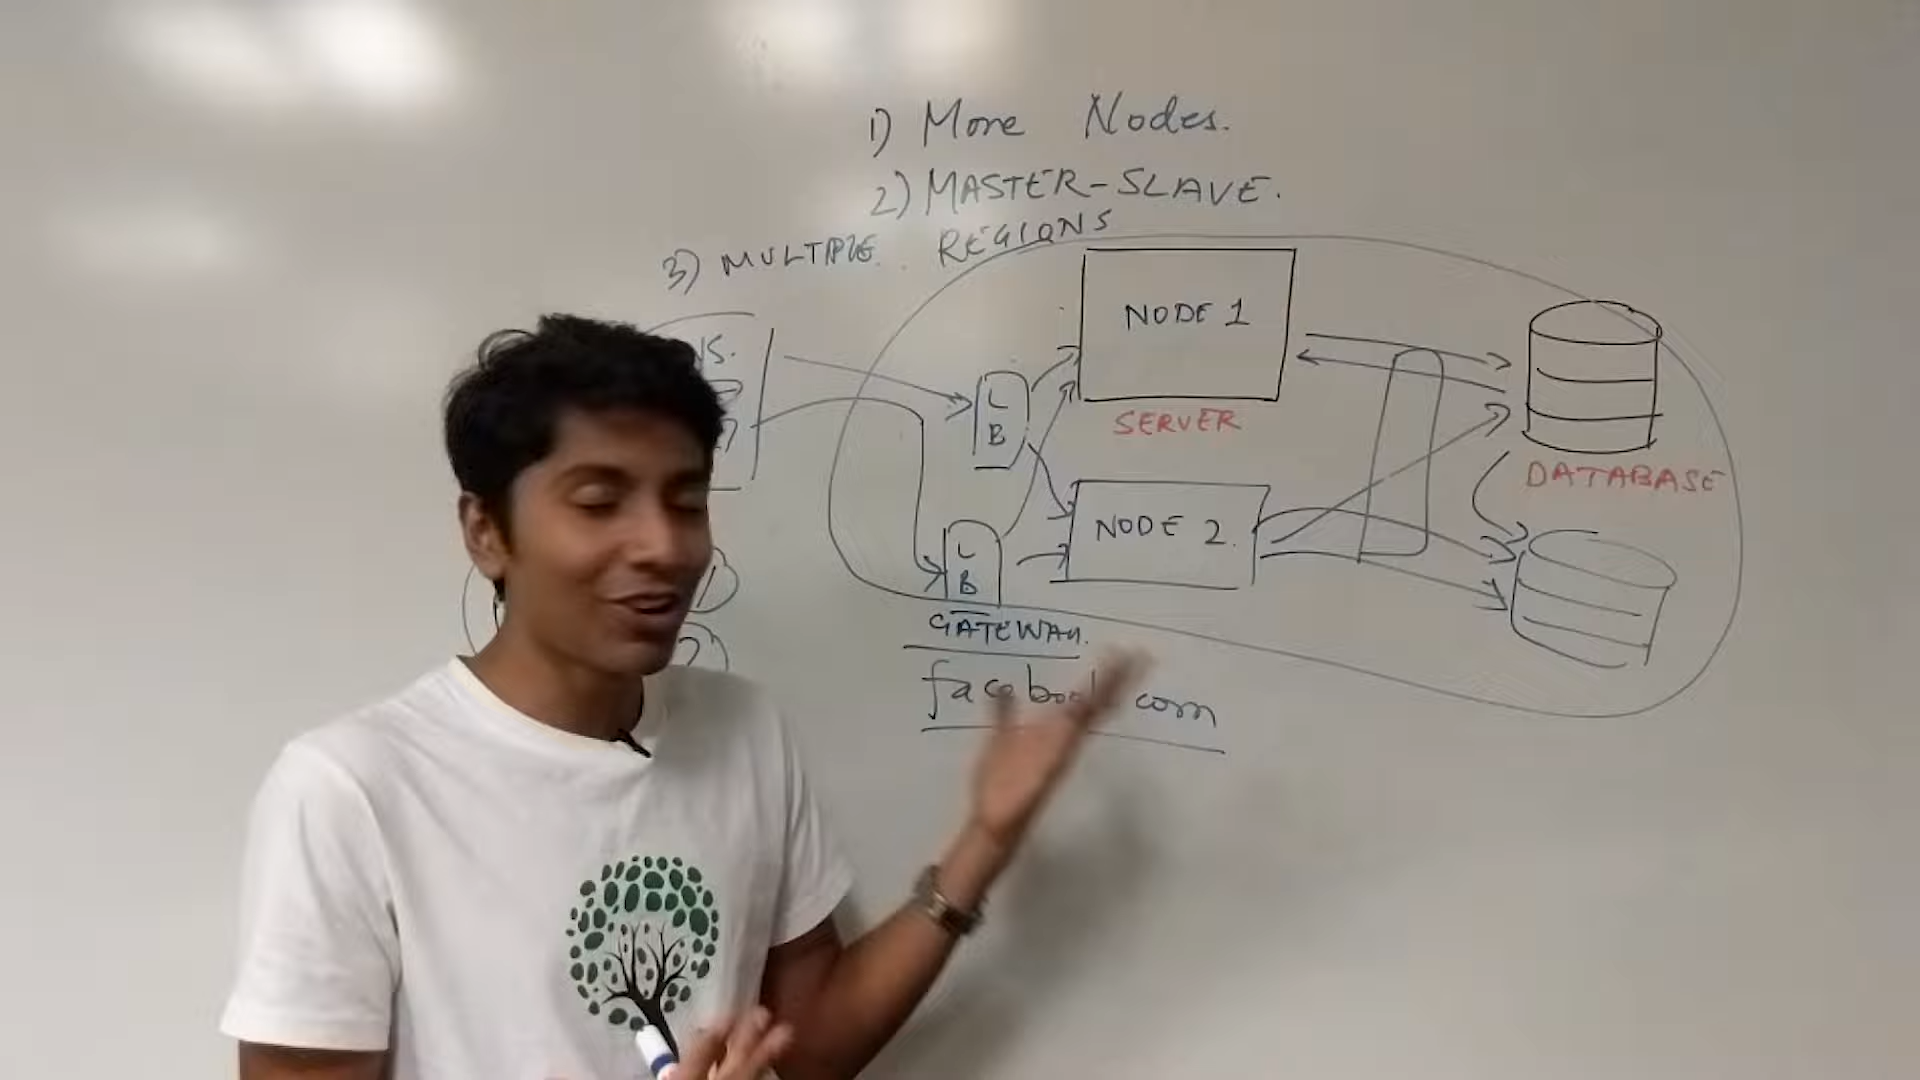 1) More Nodes.
2) MASTER-SLAVE.
3) MULTIPLE REGIONS
NODE 1
L
B
SERVER
DATABASE
NODE 2.
L
B
GATEWAY.